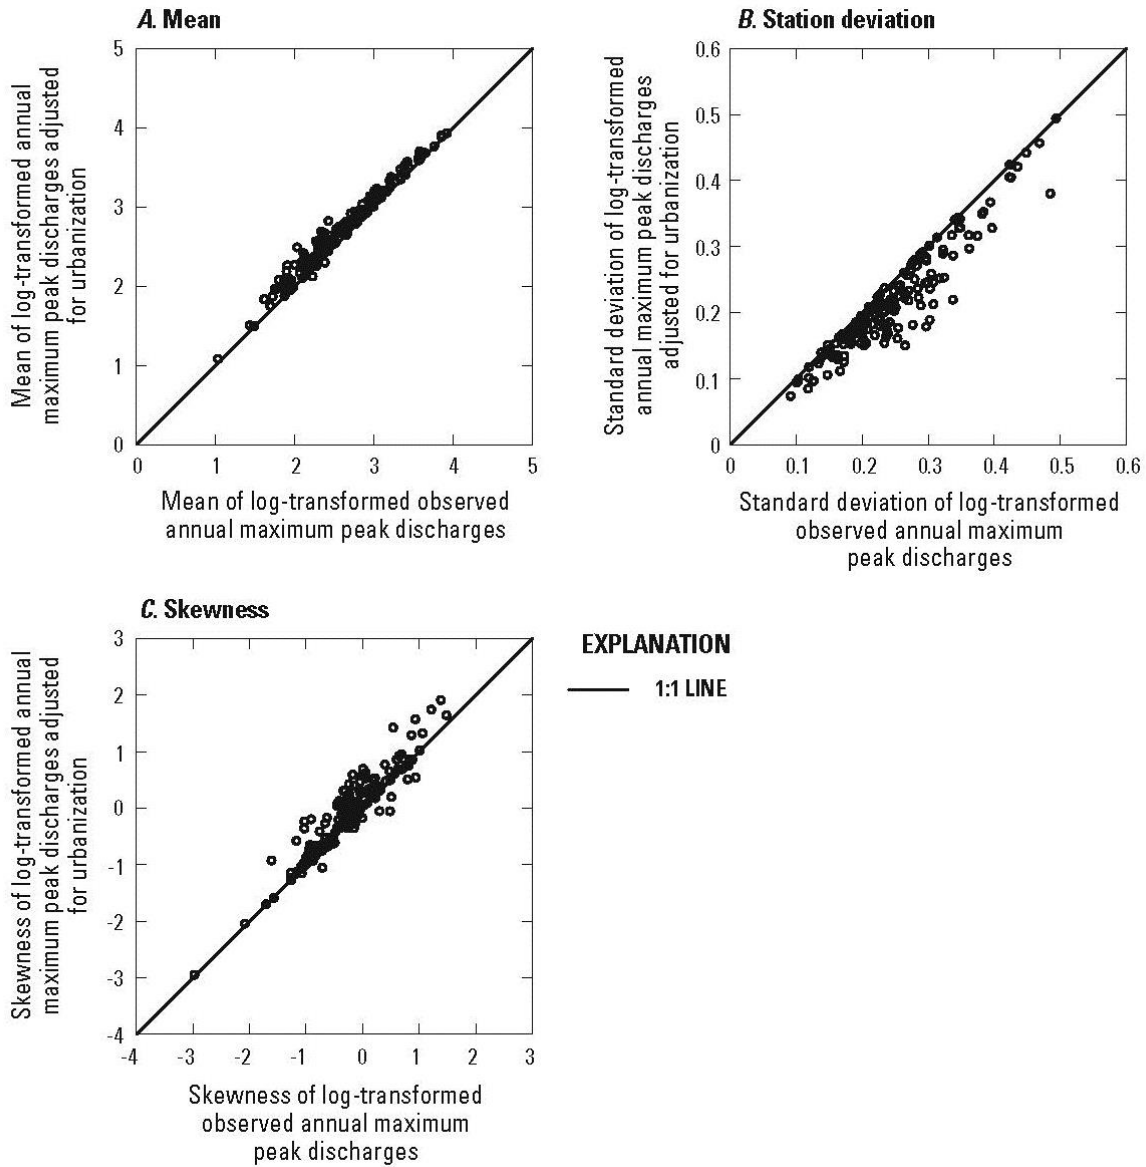 A. Mean
5
4
3
2
1
0
0 1 2 3 4 5
Mean of log-transformed annual
maximum peak discharges adjusted
for urbanization
Mean of log-transformed observed
annual maximum peak discharges
B. Station deviation
0.6
0.5
0.4
0.3
0.2
0.1
0
0 0.1 0.2 0.3 0.4 0.5 0.6
Standard deviation of log-transformed
annual maximum peak discharges
adjusted for urbanization
Standard deviation of log-transformed
observed annual maximum
peak discharges
C. Skewness
3
2
1
0
-1
-2
-3
-4
-4 -3 -2 -1 0 1 2 3
Skewness of log-transformed annual
maximum peak discharges adjusted
for urbanization
Skewness of log-transformed
observed annual maximum
peak discharges
EXPLANATION
1:1 LINE